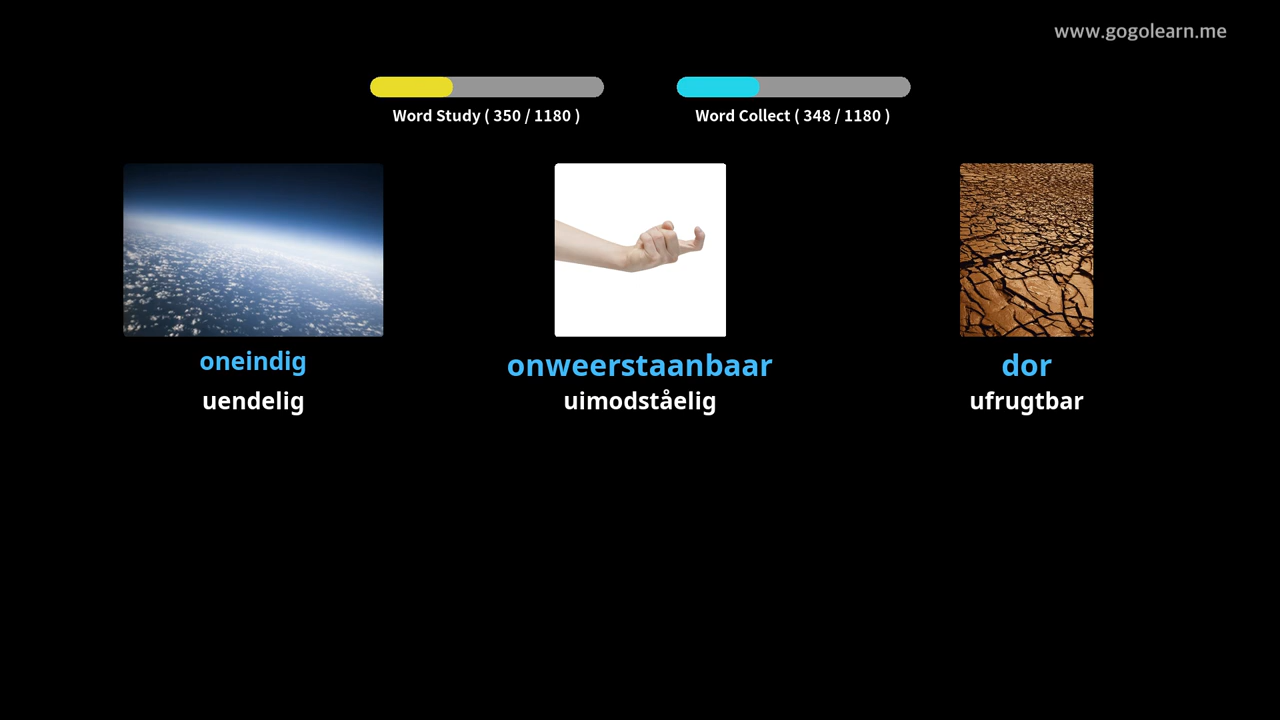 www.gogolearn.me
Word Study ( 350 / 1180 )
Word Collect ( 348 / 1180 )
oneindig
uendelig
onweerstaanbaar
uimodståelig
dor
ufrugtbar